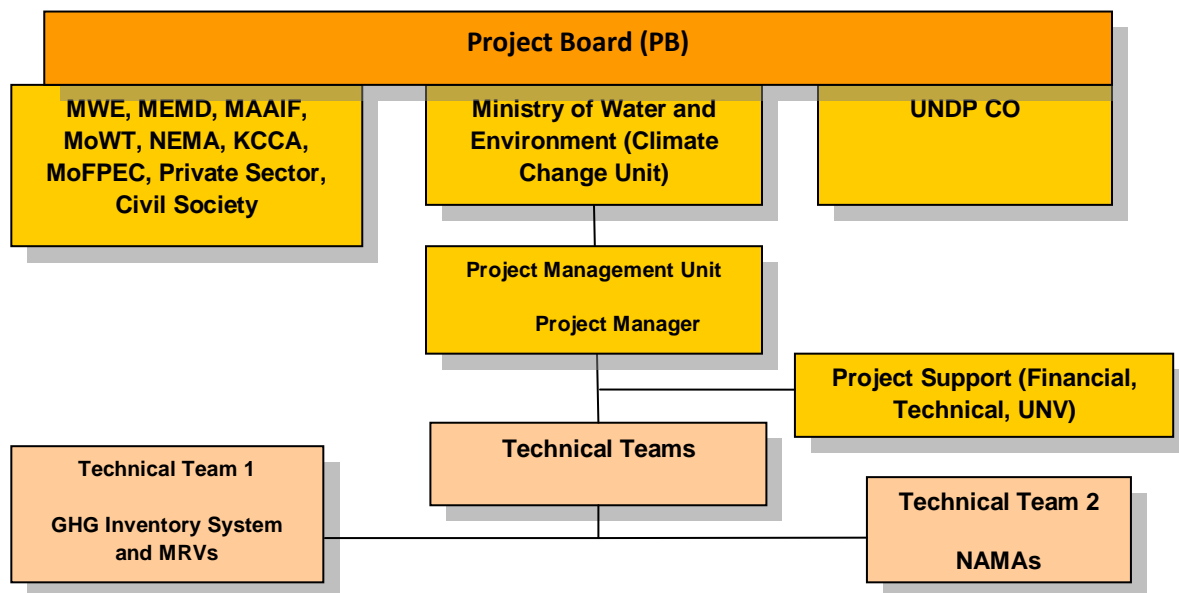 Project Board (PB)
MWE, MEMD, MAAIF,
MoWT, NEMA, KCCA,
MoFPEC, Private Sector,
Civil Society
Ministry of Water and
Environment (Climate
Change Unit)
UNDP CO
Project Management Unit
Project Manager
Project Support (Financial,
Technical, UNV)
Technical Teams
Technical Team 1
GHG Inventory System
and MRVs
Technical Team 2
NAMAs